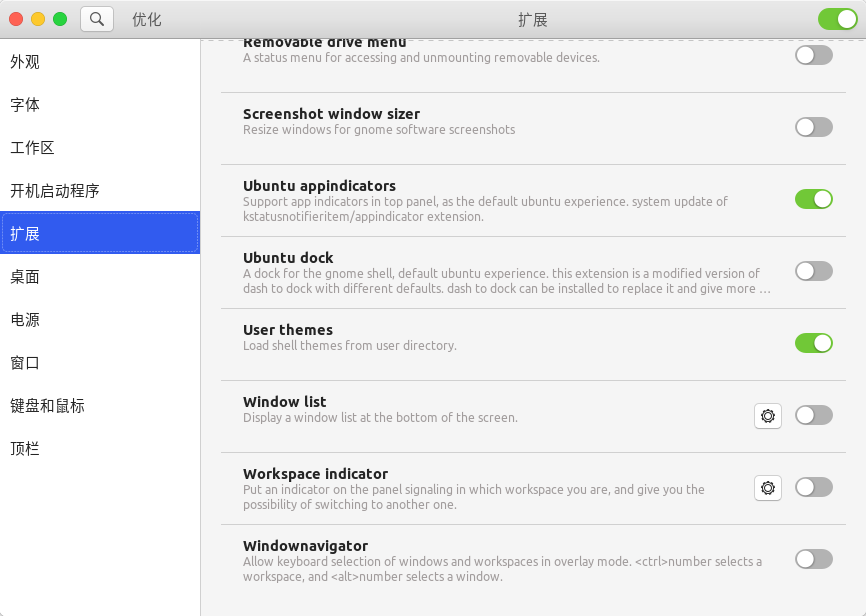 优化
扩展
外观
字体
工作区
开机启动程序
扩展
桌面
电源
窗口
键盘和鼠标
顶栏
Removable drive menu
A status menu for accessing and unmounting removable devices.
Screenshot window sizer
Resize windows for gnome software screenshots
Ubuntu appindicators
Support app indicators in top panel, as the default ubuntu experience. system update of
kstatusnotifieritem/appindicator extension.
Ubuntu dock
A dock for the gnome shell, default ubuntu experience. this extension is a modified version of
dash to dock with different defaults. dash to dock can be installed to replace it and give more …
User themes
Load shell themes from user directory.
Window list
Display a window list at the bottom of the screen.
Workspace indicator
Put an indicator on the panel signaling in which workspace you are, and give you the
possibility of switching to another one.
Windownavigator
Allow keyboard selection of windows and workspaces in overlay mode. <ctrl>number selects a
workspace, and <alt>number selects a window.